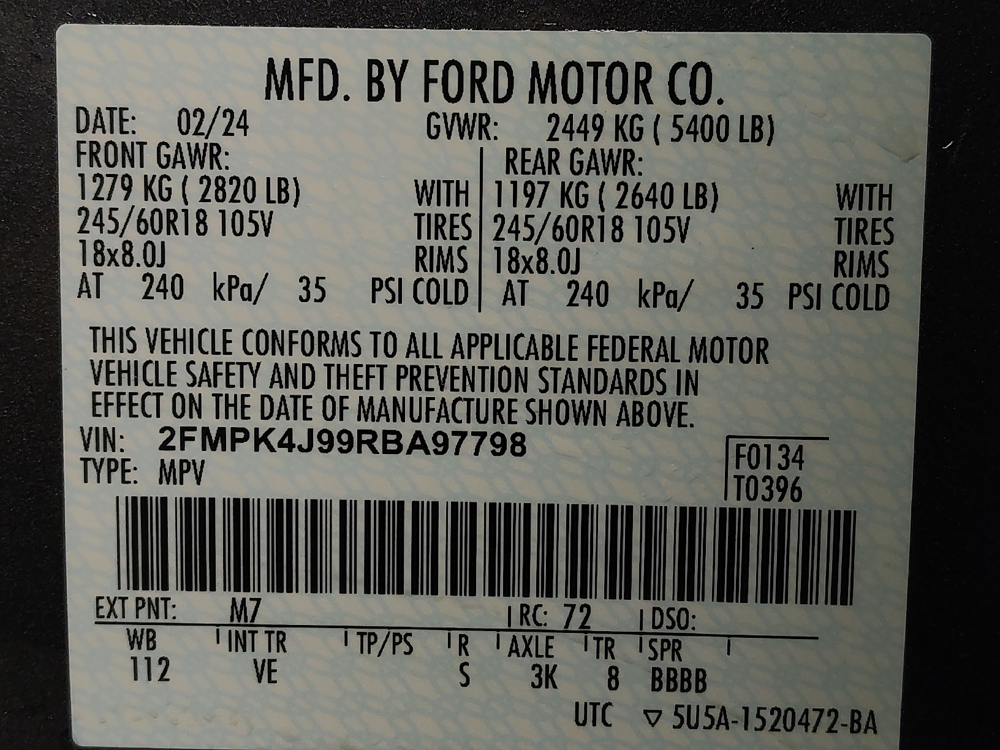 MFD. BY FORD MOTOR CO.
DATE: 02/24 GVWR: 2449 KG ( 5400 LB)
FRONT GAWR: REAR GAWR:
1279 KG ( 2820 LB) WITH 1197 KG ( 2640 LB) WITH
245/60R18 105V TIRES 245/60R18 105V TIRES
18x8.0J RIMS 18x8.0J RIMS
AT 240 kPa/ 35 PSI COLD AT 240 kPa/ 35 PSI COLD
THIS VEHICLE CONFORMS TO ALL APPLICABLE FEDERAL MOTOR
VEHICLE SAFETY AND THEFT PREVENTION STANDARDS IN
EFFECT ON THE DATE OF MANUFACTURE SHOWN ABOVE.
VIN: 2FMPK4J99RBA97798
F0134
TYPE: MPV
T0396
EXT PNT: M7 RC: 72 DSO:
WB INT TR TP/PS R AXLE TR SPR
112 VE S 3K 8 BBBB
UTC ▽ 5U5A-1520472-BA